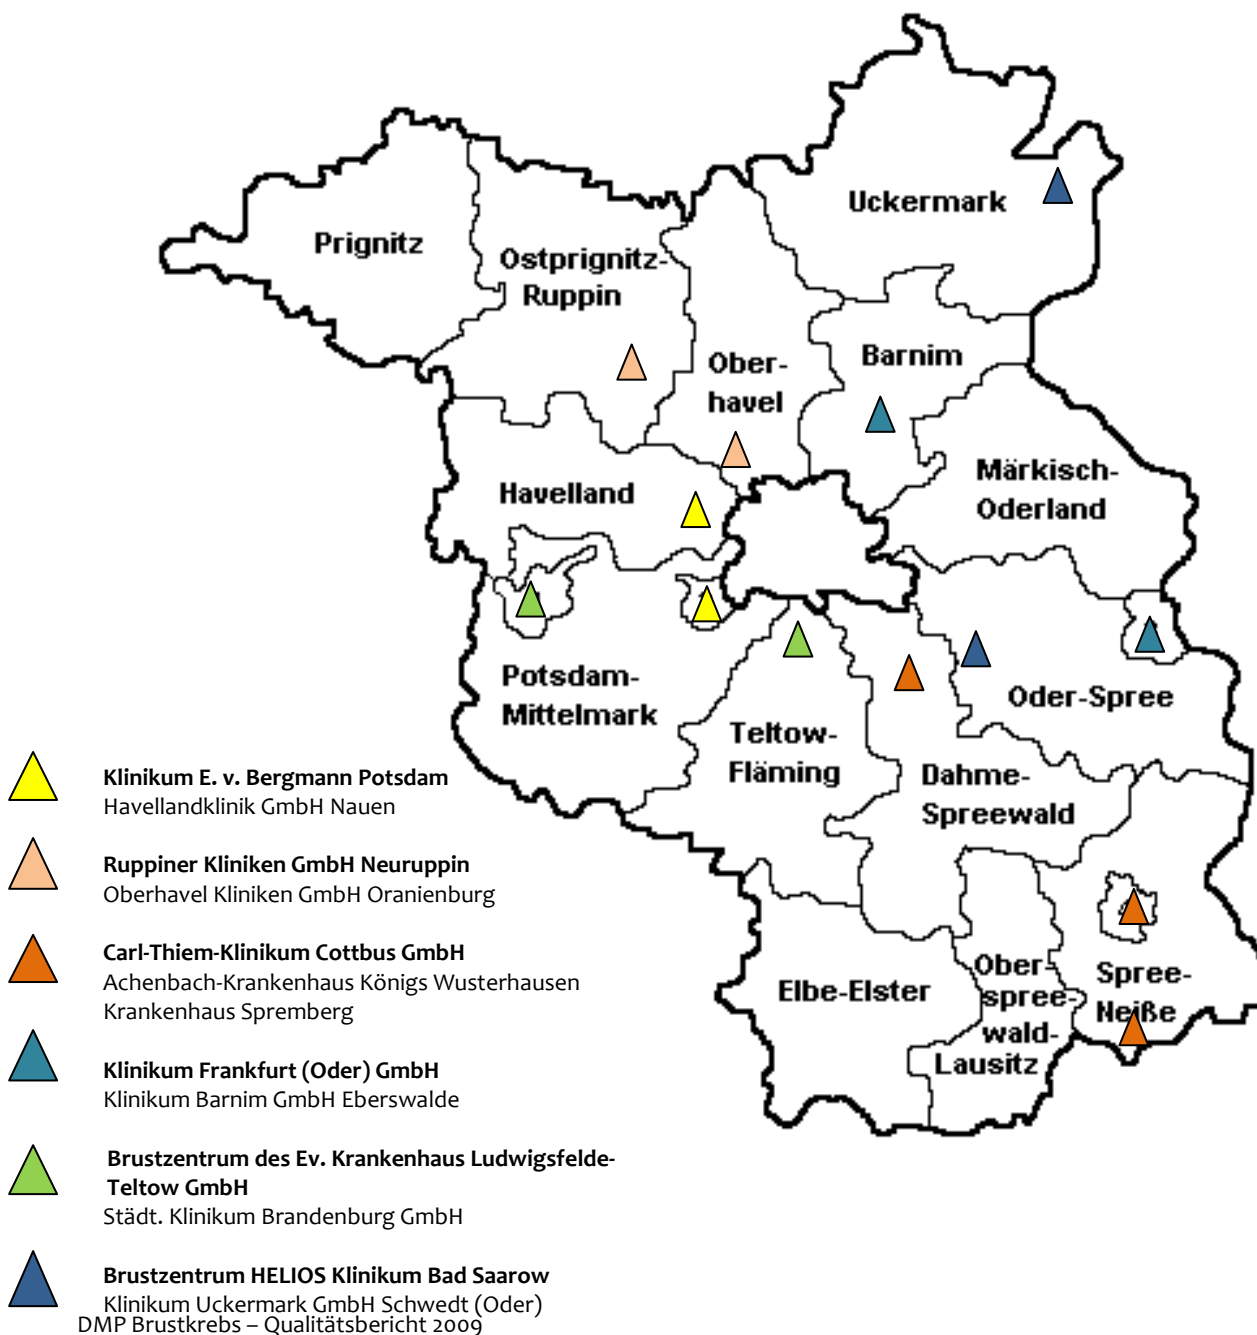 Uckermark
Prignitz
Ostprignitz-
Ruppin
Barnim
Ober-
havel
Märkisch-
Oderland
Havelland
Potsdam-
Mittelmark
Oder-Spree
Teltow-
Fläming
Dahme-
Spreewald
Elbe-Elster
Ober-
spree-
wald-
Lausitz
Spree-
Neiße
Klinikum E. v. Bergmann Potsdam
Havellandklinik GmbH Nauen
Ruppiner Kliniken GmbH Neuruppin
Oberhavel Kliniken GmbH Oranienburg
Carl-Thiem-Klinikum Cottbus GmbH
Achenbach-Krankenhaus Königs Wusterhausen
Krankenhaus Spremberg
Klinikum Frankfurt (Oder) GmbH
Klinikum Barnim GmbH Eberswalde
Brustzentrum des Ev. Krankenhaus Ludwigsfelde-
Teltow GmbH
Städt. Klinikum Brandenburg GmbH
Brustzentrum HELIOS Klinikum Bad Saarow
Klinikum Uckermark GmbH Schwedt (Oder)
DMP Brustkrebs – Qualitätsbericht 2009